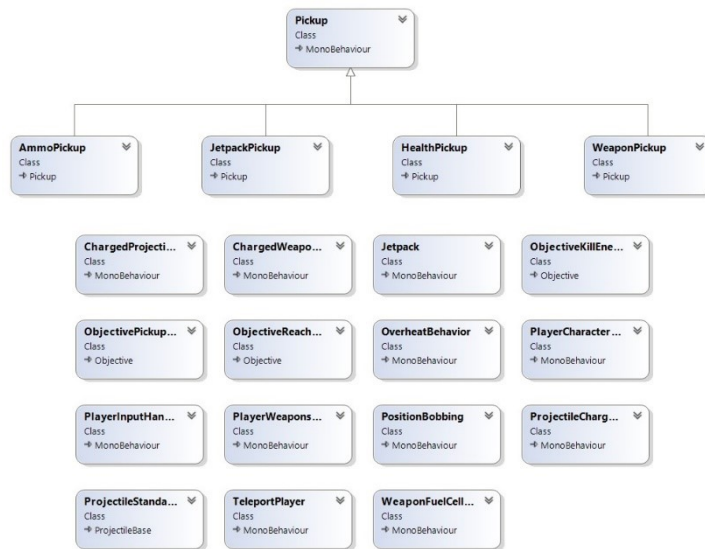 Pickup
Class
MonoBehaviour
AmmoPickup
Class
Pickup
JetpackPickup
Class
Pickup
HealthPickup
Class
Pickup
WeaponPickup
Class
Pickup
ChargedProjecti...
Class
MonoBehaviour
ChargedWeapo...
Class
MonoBehaviour
Jetpack
Class
MonoBehaviour
ObjectiveKillEne...
Class
Objective
ObjectivePickup...
Class
Objective
ObjectiveReach...
Class
Objective
OverheatBehavior
Class
MonoBehaviour
PlayerCharacter...
Class
MonoBehaviour
PlayerInputHan...
Class
MonoBehaviour
PlayerWeapons...
Class
MonoBehaviour
PositionBobbing
Class
MonoBehaviour
ProjectileCharg...
Class
MonoBehaviour
ProjectileStanda...
Class
ProjectileBase
TeleportPlayer
Class
MonoBehaviour
WeaponFuelCell...
Class
MonoBehaviour